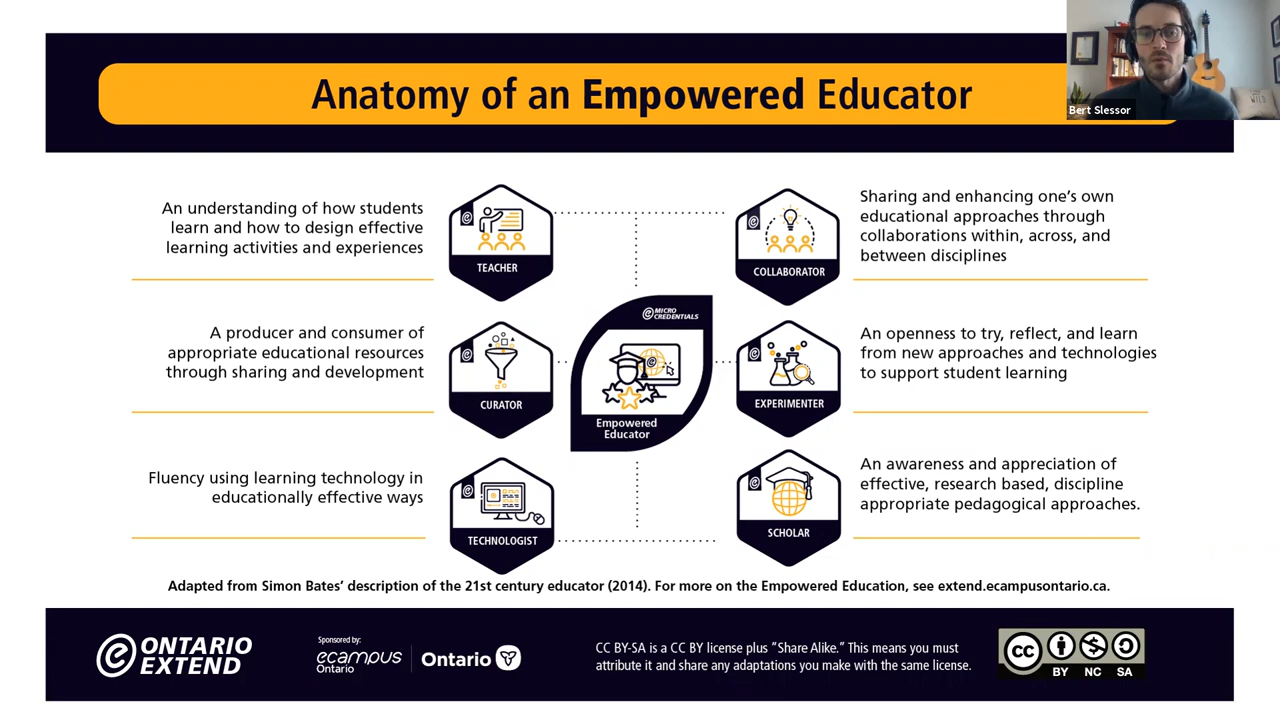 Anatomy of an Empowered Educator
Bert Slessor
An understanding of how students
learn and how to design effective
learning activities and experiences
TEACHER
A producer and consumer of
appropriate educational resources
through sharing and development
CURATOR
Fluency using learning technology in
educationally effective ways
TECHNOLOGIST
MICRO
CREDENTIALS
Empowered
Educator
COLLABORATOR
Sharing and enhancing one's own
educational approaches through
collaborations within, across, and
between disciplines
EXPERIMENTER
An openness to try, reflect, and learn
from new approaches and technologies
to support student learning
SCHOLAR
An awareness and appreciation of
effective, research based, discipline
appropriate pedagogical approaches.
Adapted from Simon Bates' description of the 21st century educator (2014). For more on the Empowered Education, see extend.ecampusontario.ca.
ONTARIO
EXTEND
Sponsored by:
ecampus
Ontario
Ontario
CC BY-SA is a CC BY license plus "Share Alike." This means you must
attribute it and share any adaptations you make with the same license.
cc
BY NC SA